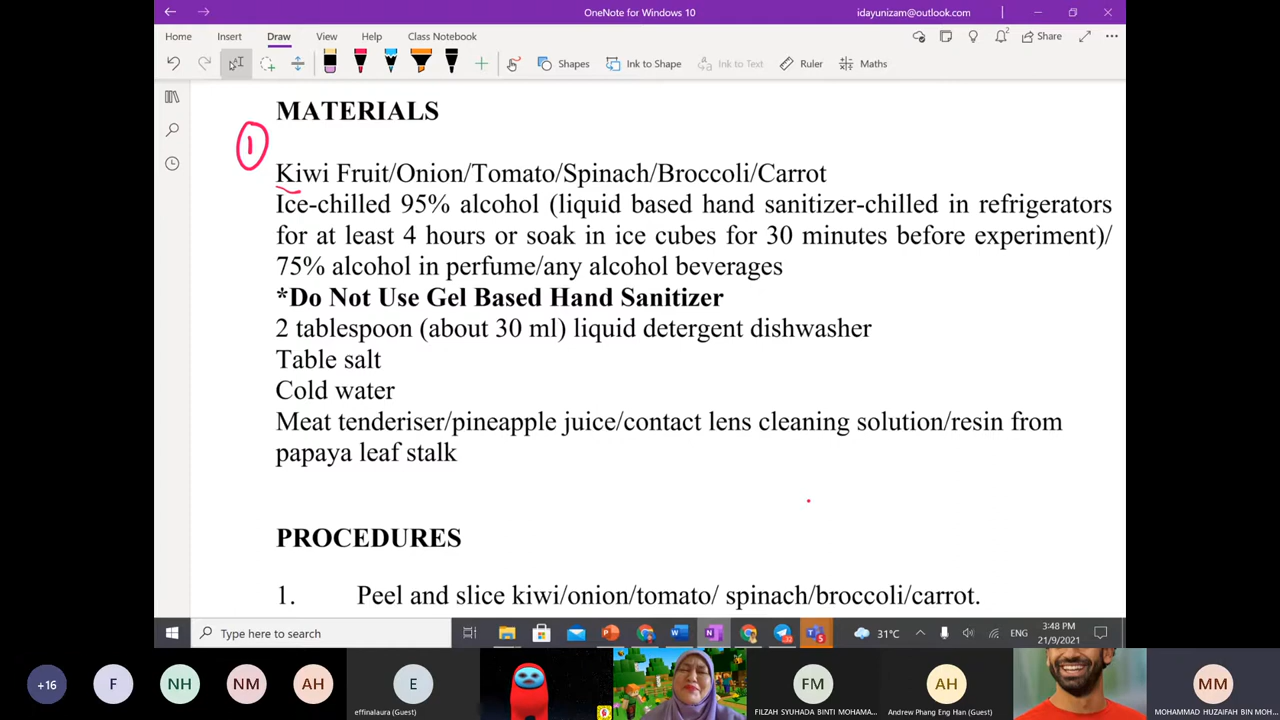 OneNote for Windows 10
idayunizam@outlook.com
Home Insert Draw View Help Class Notebook
Share
Shapes Ink to Shape Ink to Text Ruler Maths
MATERIALS
1
Kiwi Fruit/Onion/Tomato/Spinach/Broccoli/Carrot
Ice-chilled 95% alcohol (liquid based hand sanitizer-chilled in refrigerators
for at least 4 hours or soak in ice cubes for 30 minutes before experiment)/
75% alcohol in perfume/any alcohol beverages
*Do Not Use Gel Based Hand Sanitizer
2 tablespoon (about 30 ml) liquid detergent dishwasher
Table salt
Cold water
Meat tenderiser/pineapple juice/contact lens cleaning solution/resin from
papaya leaf stalk
PROCEDURES
1. Peel and slice kiwi/onion/tomato/ spinach/broccoli/carrot.
Type here to search
31°C
ENG
3:48 PM
21/9/2021
+16 F NH NM AH E FM AH MM
effinalaura (Guest)
FILZAH SYUHADA BINTI MOHAMA...
Andrew Phang Eng Han (Guest)
MOHAMMAD HUZAIFAH BIN MOH...